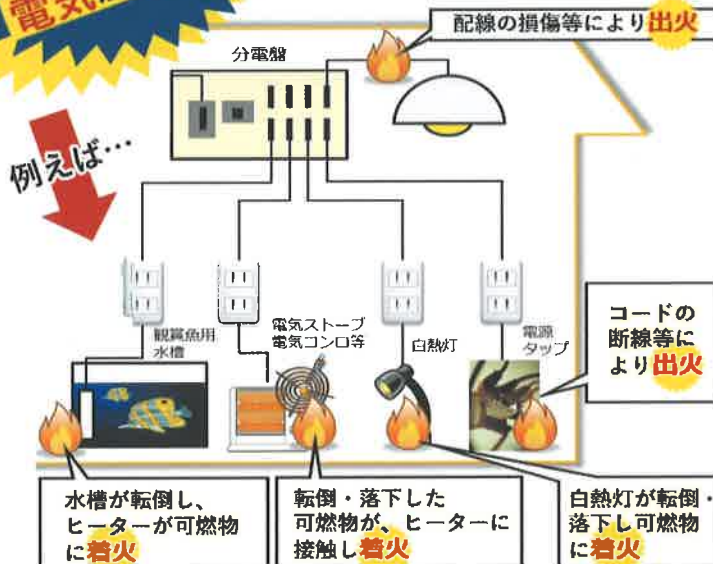 電気
配線の損傷等により出火
分電盤
例えば…
観賞魚用
水槽
電気ストーブ
電気コンロ等
白熱灯
電源
タップ
コードの
断線等に
より出火
水槽が転倒し、
ヒーターが可燃物
に着火
転倒・落下した
可燃物が、ヒーターに
接触し着火
白熱灯が転倒・
落下し可燃物
に着火